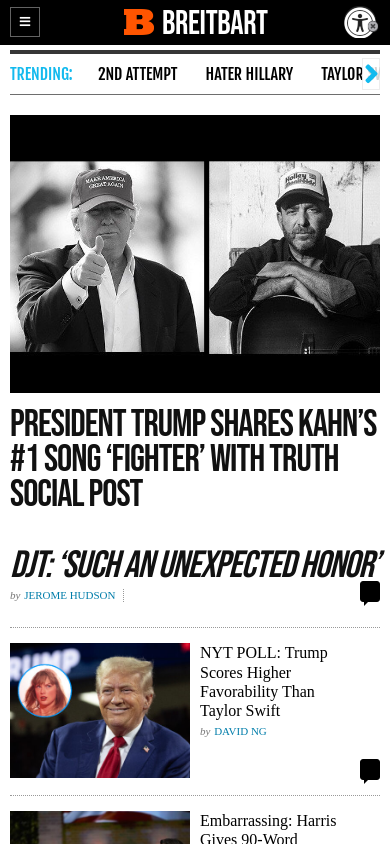 BREITBART
TRENDING: 2ND ATTEMPT HATER HILLARY TAYLOR
MAKE AMERICA
GREAT AGAIN
PRESIDENT TRUMP SHARES KAHN'S
#1 SONG ‘FIGHTER’ WITH TRUTH
SOCIAL POST
DJT: ‘SUCH AN UNEXPECTED HONOR’
by JEROME HUDSON
TRUMP
NYT POLL: Trump
Scores Higher
Favorability Than
Taylor Swift
by DAVID NG
Embarrassing: Harris
Gives 90-Word